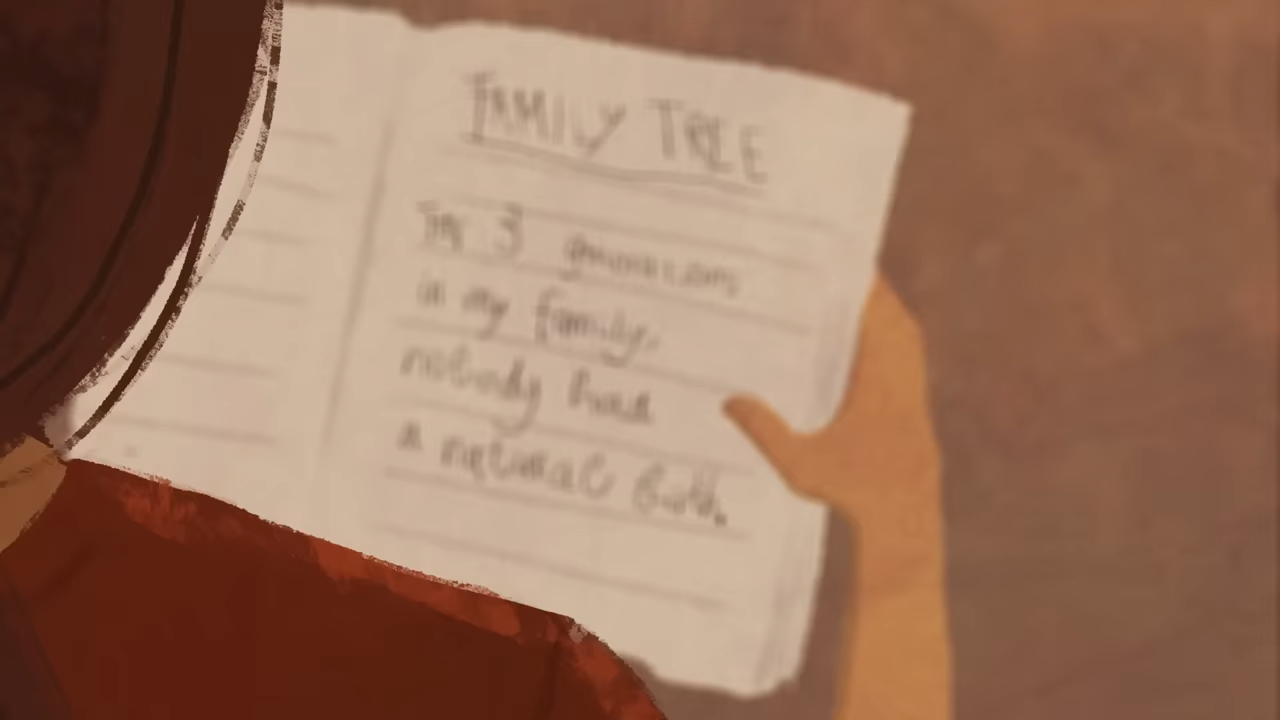 FAMILY TREE
In 3 generations
in my family,
nobody had
a natural birth.